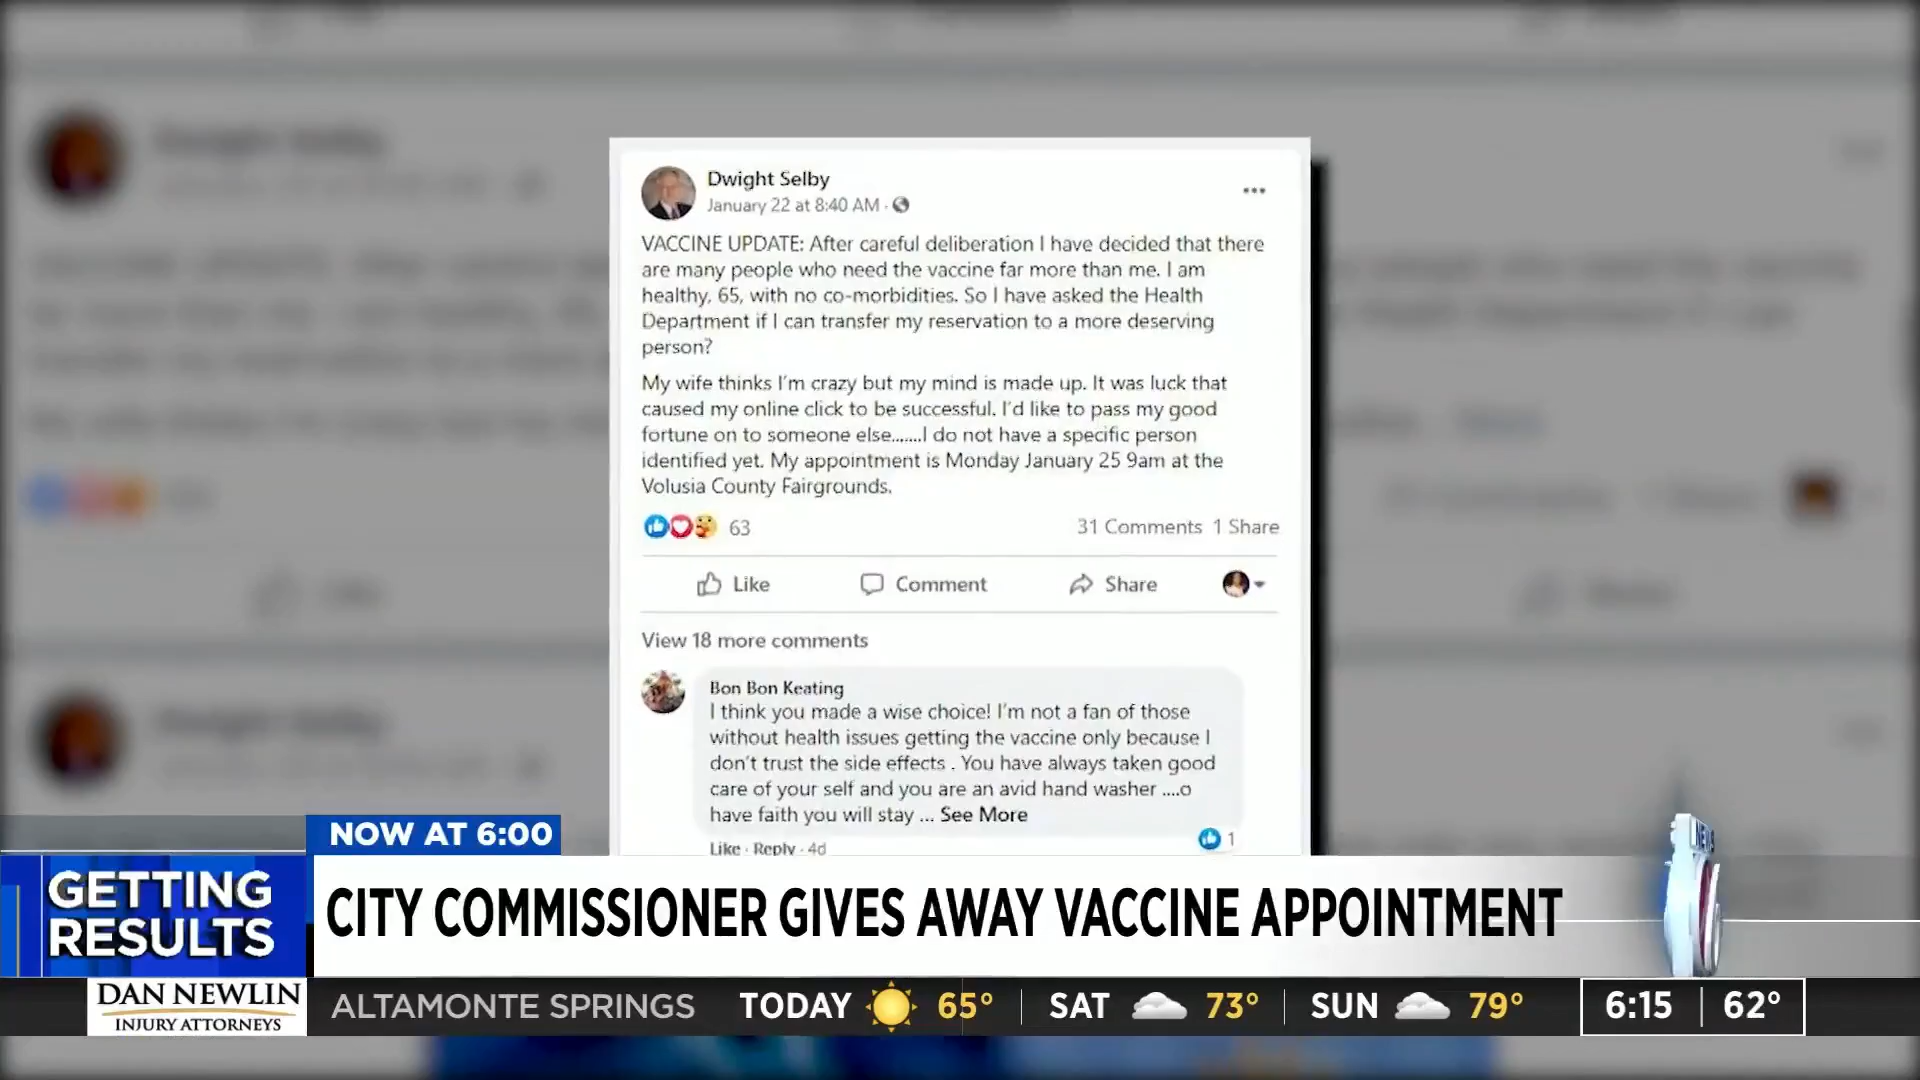 Dwight Selby
January 22 at 8:40 AM ·
VACCINE UPDATE: After careful deliberation I have decided that there
are many people who need the vaccine far more than me. I am
healthy, 65, with no co-morbidities. So I have asked the Health
Department if I can transfer my reservation to a more deserving
person?
My wife thinks I'm crazy but my mind is made up. It was luck that
caused my online click to be successful. I'd like to pass my good
fortune on to someone else.......I do not have a specific person
identified yet. My appointment is Monday January 25 9am at the
Volusia County Fairgrounds.
63
31 Comments 1 Share
Like Comment Share
View 18 more comments
Bon Bon Keating
I think you made a wise choice! I'm not a fan of those
without health issues getting the vaccine only because I
don't trust the side effects . You have always taken good
care of your self and you are an avid hand washer ....o
have faith you will stay ... See More
1
Like · Reply · 4d
NOW AT 6:00
GETTING
RESULTS
CITY COMMISSIONER GIVES AWAY VACCINE APPOINTMENT
NEWS
DAN NEWLIN
INJURY ATTORNEYS
ALTAMONTE SPRINGS TODAY 65° SAT 73° SUN 79° 6:15 62°